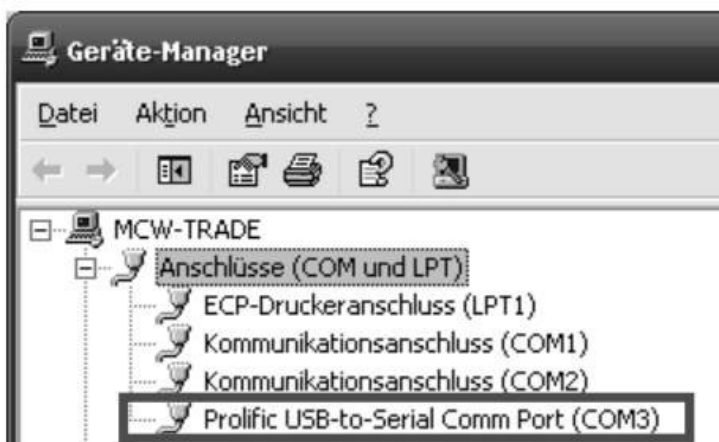 Geräte-Manager
Datei Aktion Ansicht ?
MCW-TRADE
Anschlüsse (COM und LPT)
ECP-Druckeranschluss (LPT1)
Kommunikationsanschluss (COM1)
Kommunikationsanschluss (COM2)
Prolific USB-to-Serial Comm Port (COM3)